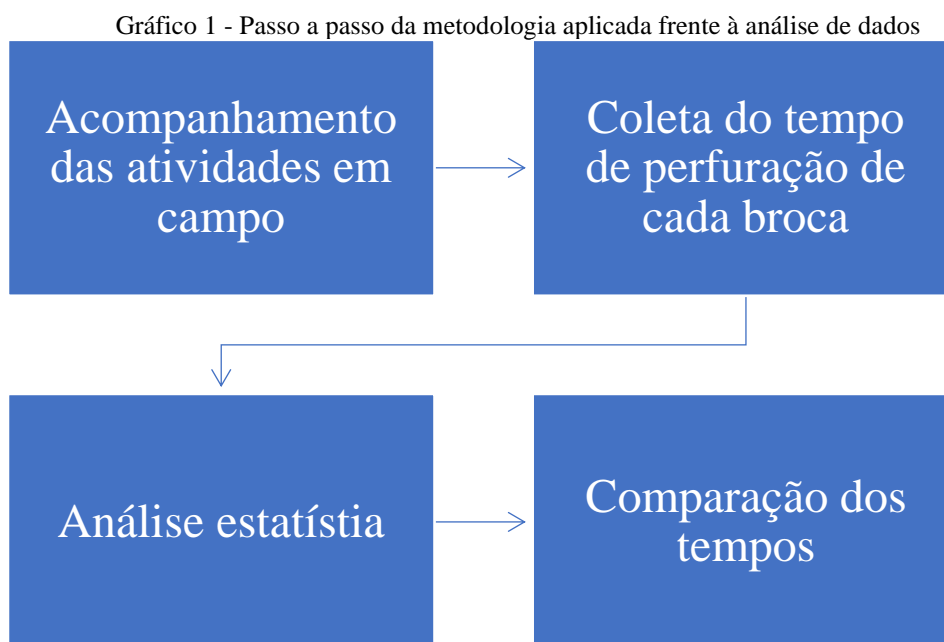 Gráfico 1 - Passo a passo da metodologia aplicada frente à análise de dados
Acompanhamento
das atividades em
campo
Coleta do tempo
de perfuração de
cada broca
Análise estatístia
Comparação dos
tempos